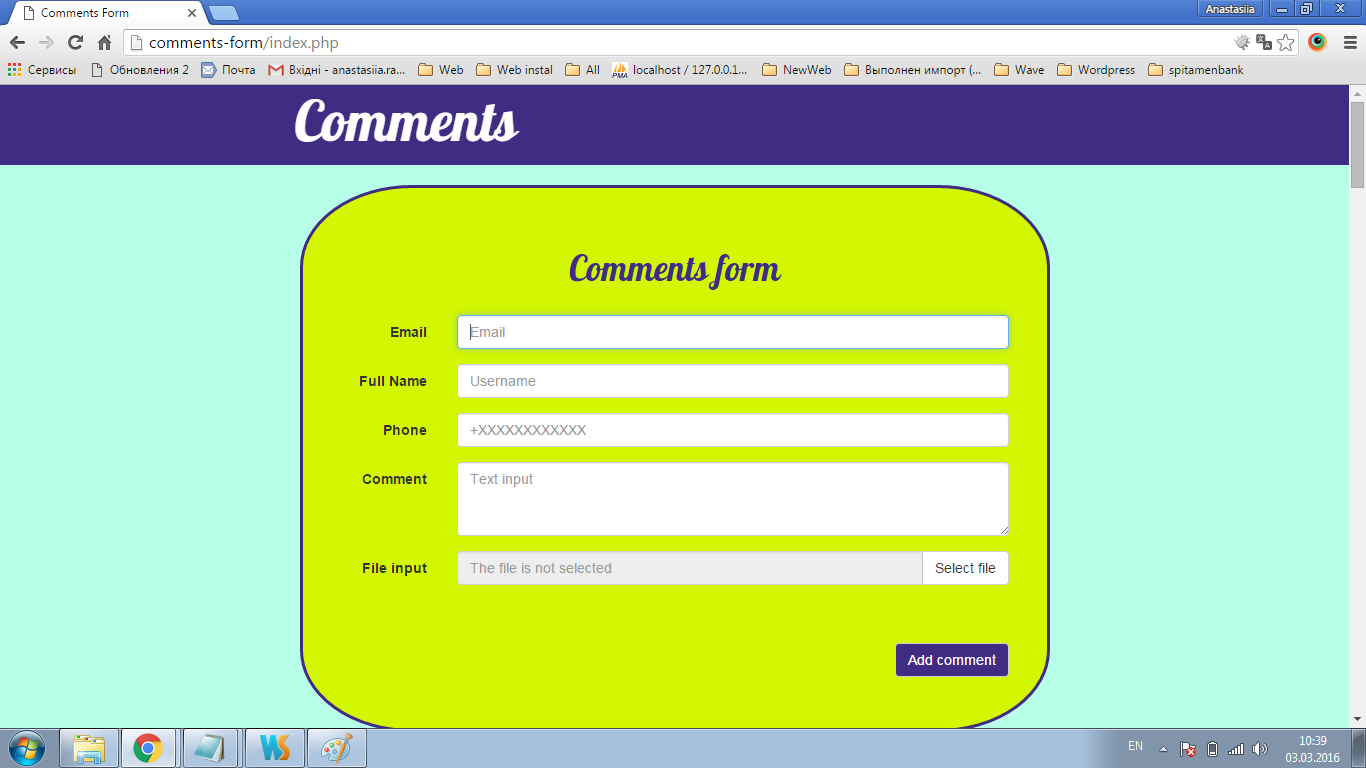 Comments Form
Anastasiia
comments-form/index.php
Сервисы Обновления 2 Почта Вхідні - anastasiia.ra... Web Web instal All PMA localhost / 127.0.0.1... NewWeb Выполнен импорт (... Wave Wordpress spitamenbank
Comments
Comments form
Email Email
Full Name Username
Phone +XXXXXXXXXXXX
Comment Text input
File input The file is not selected Select file
Add comment
WS EN 10:39
03.03.2016